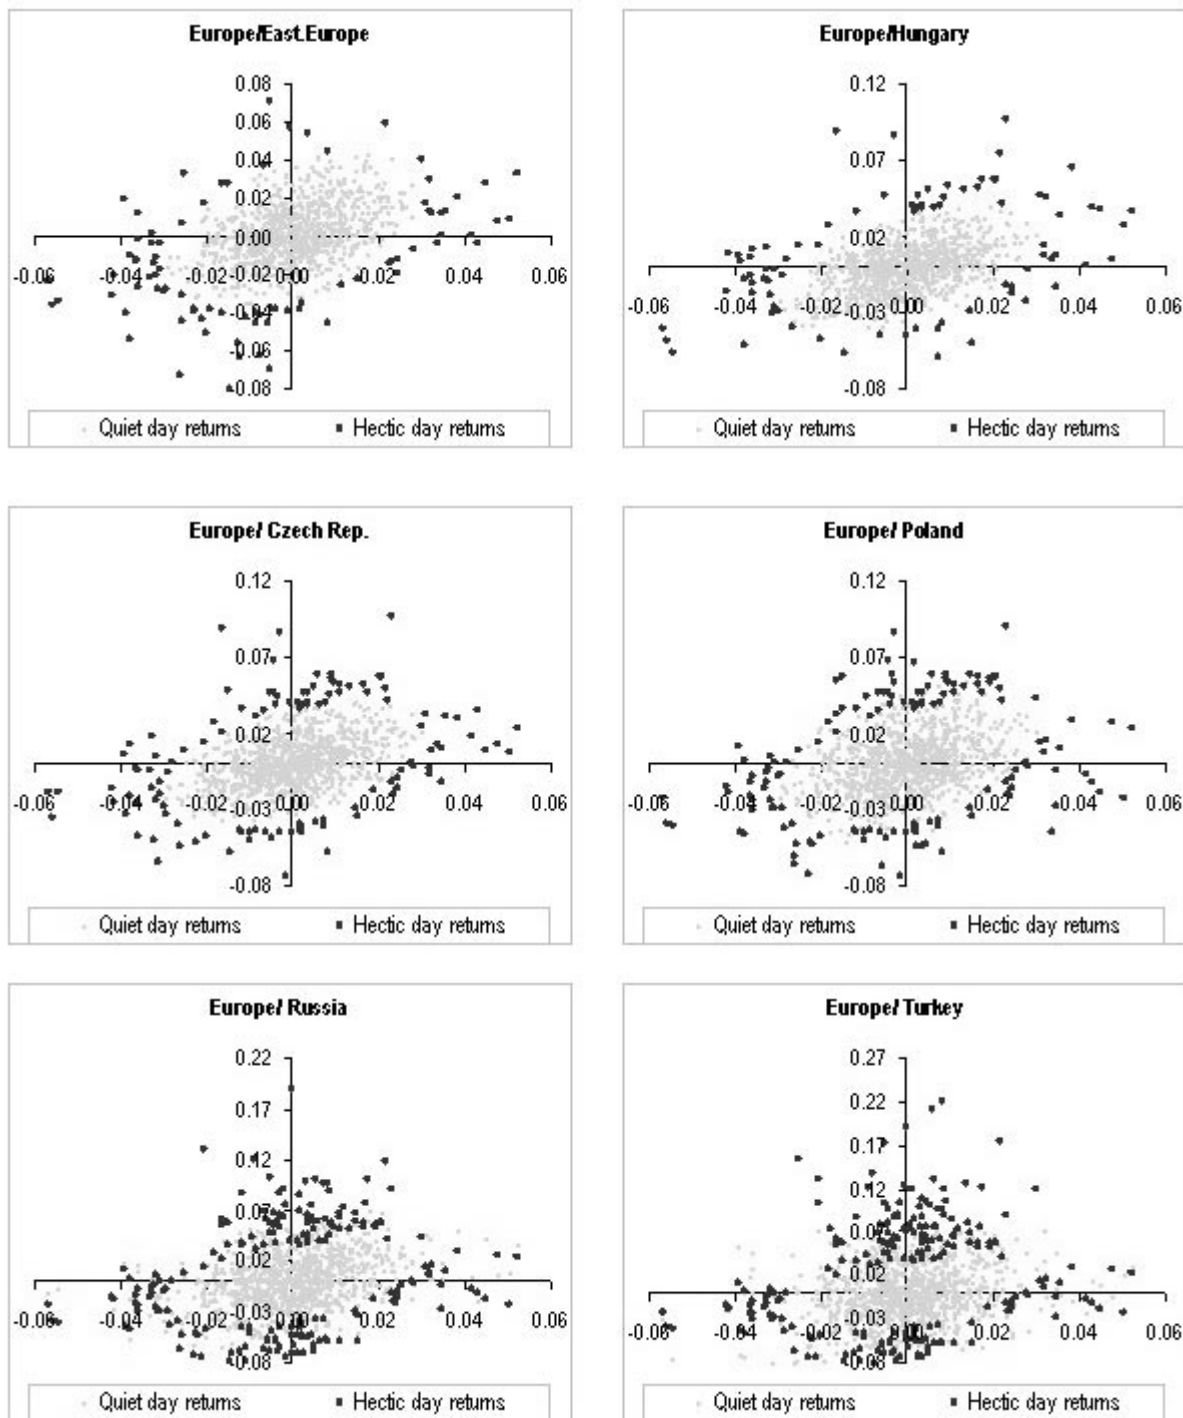 Europe/East.Europe
0.08
0.06
0.04
0.02
0.00
-0.06 -0.04 -0.02 0.00 0.02 0.04 0.06
-0.02
-0.04
-0.06
-0.08
Quiet day returns Hectic day returns
Europe/Hungary
0.12
0.07
0.02
-0.06 -0.04 -0.02 0.00 0.02 0.04 0.06
-0.03
-0.08
Quiet day returns Hectic day returns
Europe/ Czech Rep.
0.12
0.07
0.02
-0.06 -0.04 -0.02 0.00 0.02 0.04 0.06
-0.03
-0.08
Quiet day returns Hectic day returns
Europe/ Poland
0.12
0.07
0.02
-0.06 -0.04 -0.02 0.00 0.02 0.04 0.06
-0.03
-0.08
Quiet day returns Hectic day returns
Europe/ Russia
0.22
0.17
0.12
0.07
0.02
-0.03
-0.06 -0.04 -0.02 0.00 0.02 0.04 0.06
-0.08
Quiet day returns Hectic day returns
Europe/ Turkey
0.27
0.22
0.17
0.12
0.07
0.02
-0.03
-0.06 -0.04 -0.02 0.00 0.02 0.04 0.06
-0.08
Quiet day returns Hectic day returns